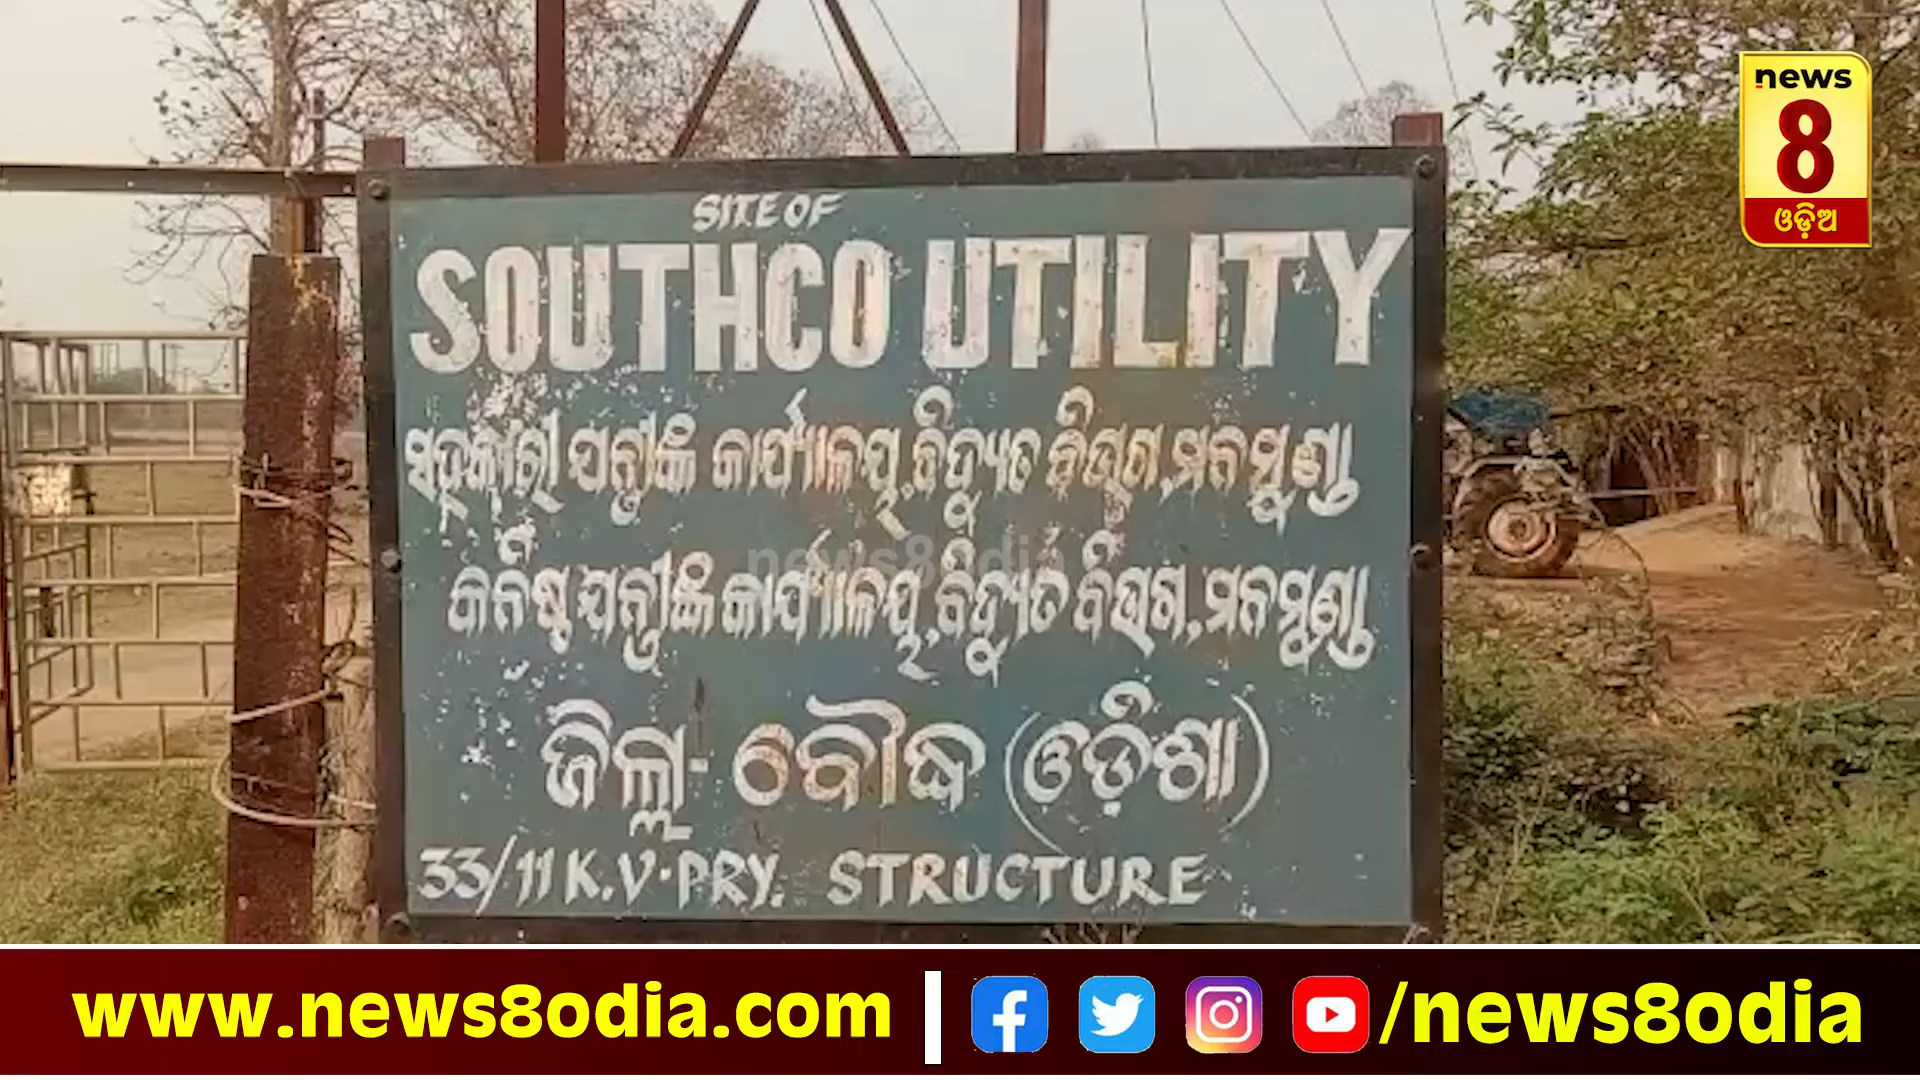 SITE OF
SOUTHCO UTILITY
ସହକାରୀ ଯନ୍ତ୍ରୀଙ୍କ କାର୍ଯ୍ୟାଳୟ, ବିଦ୍ୟୁତ ବିଭାଗ, ମନମୁଣ୍ଡା
କନିଷ୍ଠ ଯନ୍ତ୍ରୀଙ୍କ କାର୍ଯ୍ୟାଳୟ, ବିଦ୍ୟୁତ ବିଭାଗ, ମନମୁଣ୍ଡା
ଜିଲ୍ଲା - ବୌଦ୍ଧ (ଓଡ଼ିଶା)
33/11 K.V. PRY. STRUCTURE
news
8
ଓଡ଼ିଆ
news8odia
www.news8odia.com
/news8odia